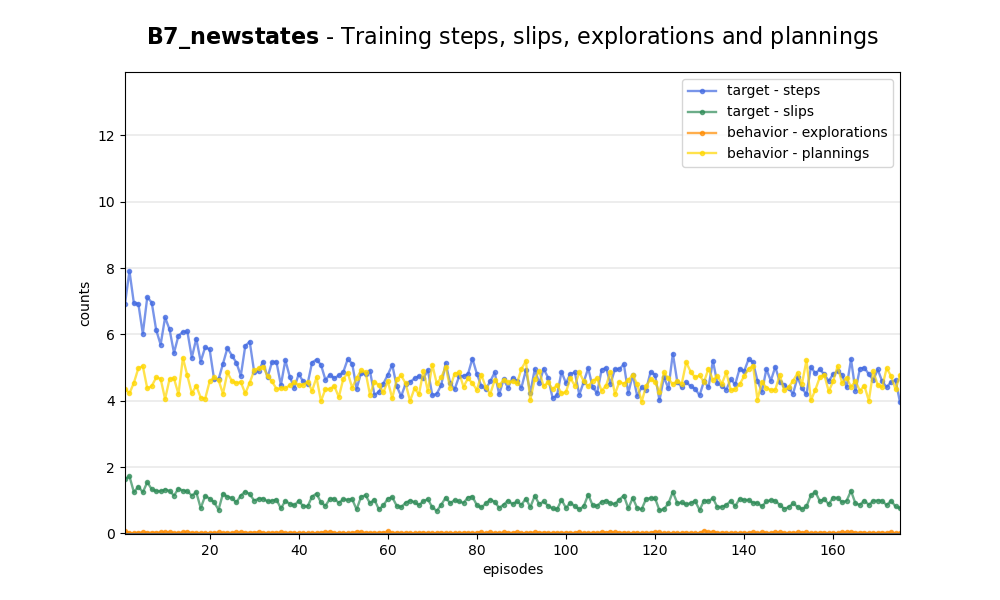 B7_newstates - Training steps, slips, explorations and plannings
target - steps
target - slips
behavior - explorations
behavior - plannings
counts
12
10
8
6
4
2
0
20 40 60 80 100 120 140 160
episodes